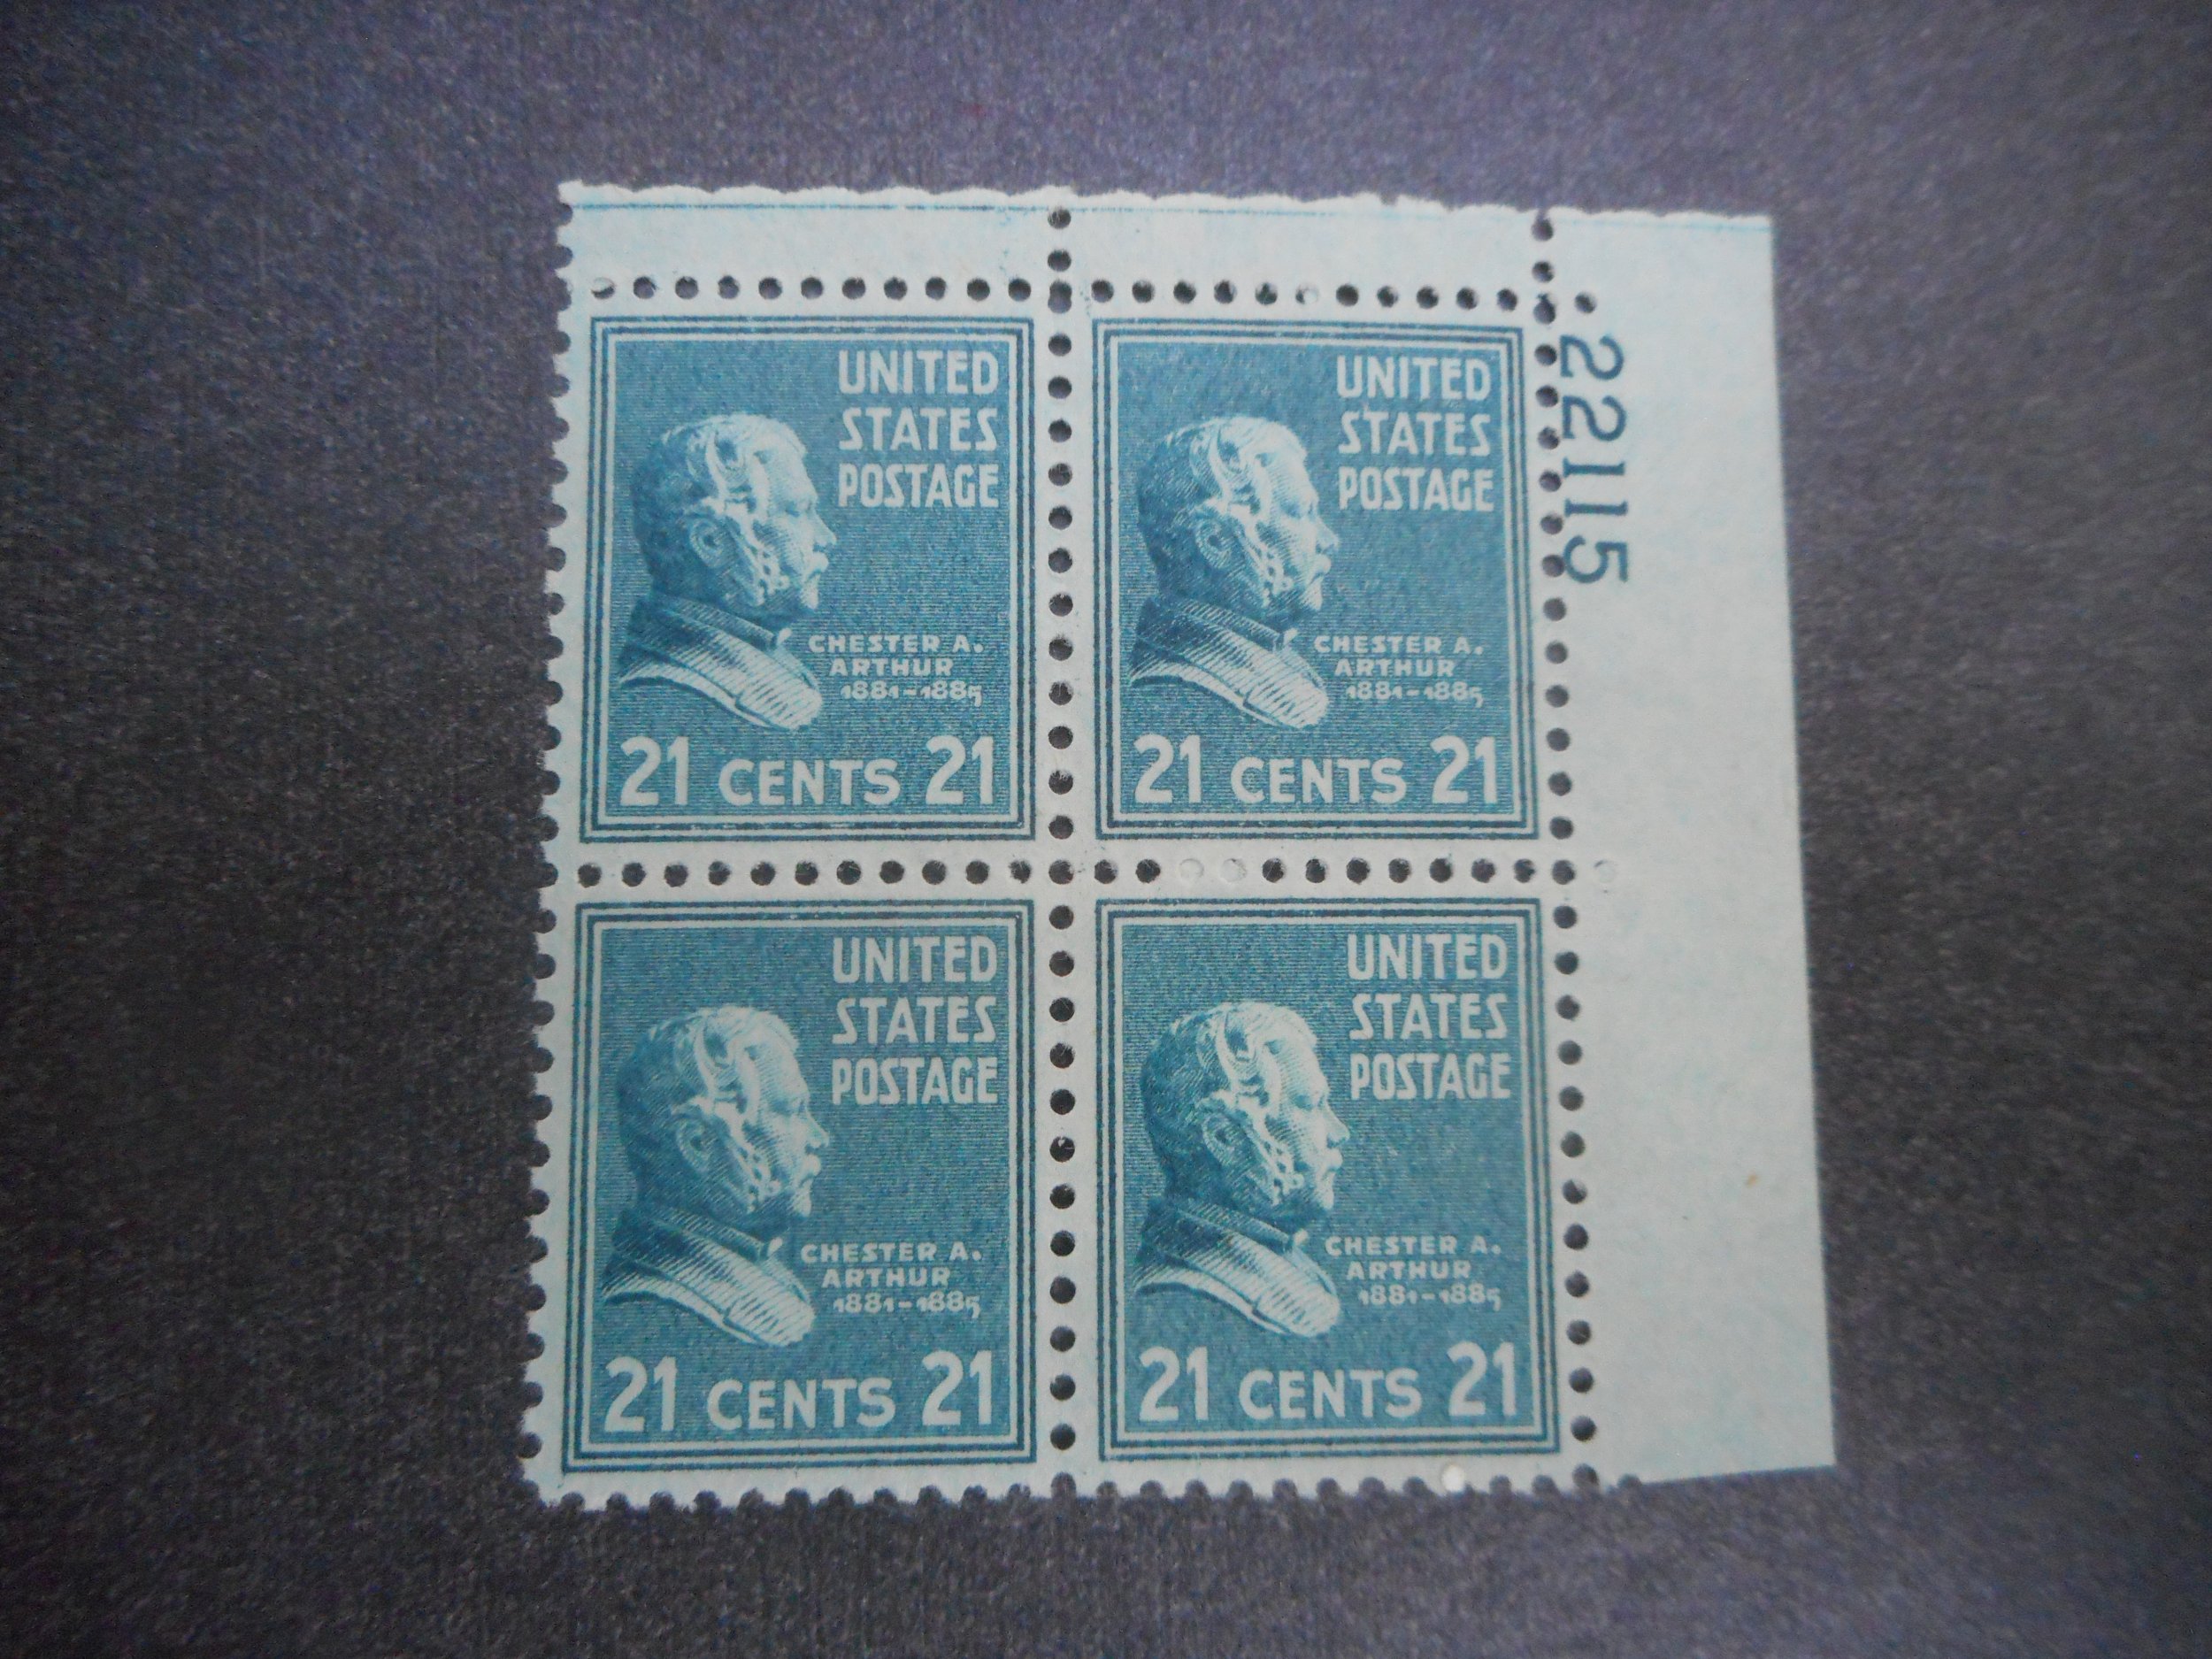 UNITED
STATES
POSTAGE
CHESTER A.
ARTHUR
1881-1885
21 CENTS 21
UNITED
STATES
POSTAGE
CHESTER A.
ARTHUR
1881-1885
21 CENTS 21
22115
UNITED
STATES
POSTAGE
CHESTER A.
ARTHUR
1881-1885
21 CENTS 21
UNITED
STATES
POSTAGE
CHESTER A.
ARTHUR
1881-1885
21 CENTS 21